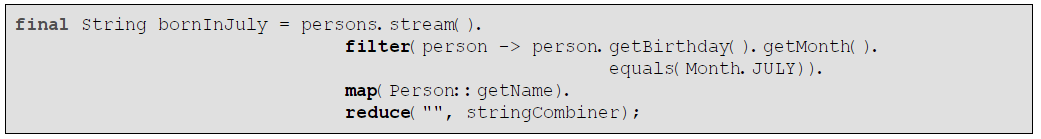 final String bornInJuly = persons.stream().
filter(person -> person.getBirthday().getMonth().
equals(Month.JULY)).
map(Person::getName).
reduce("", stringCombiner);